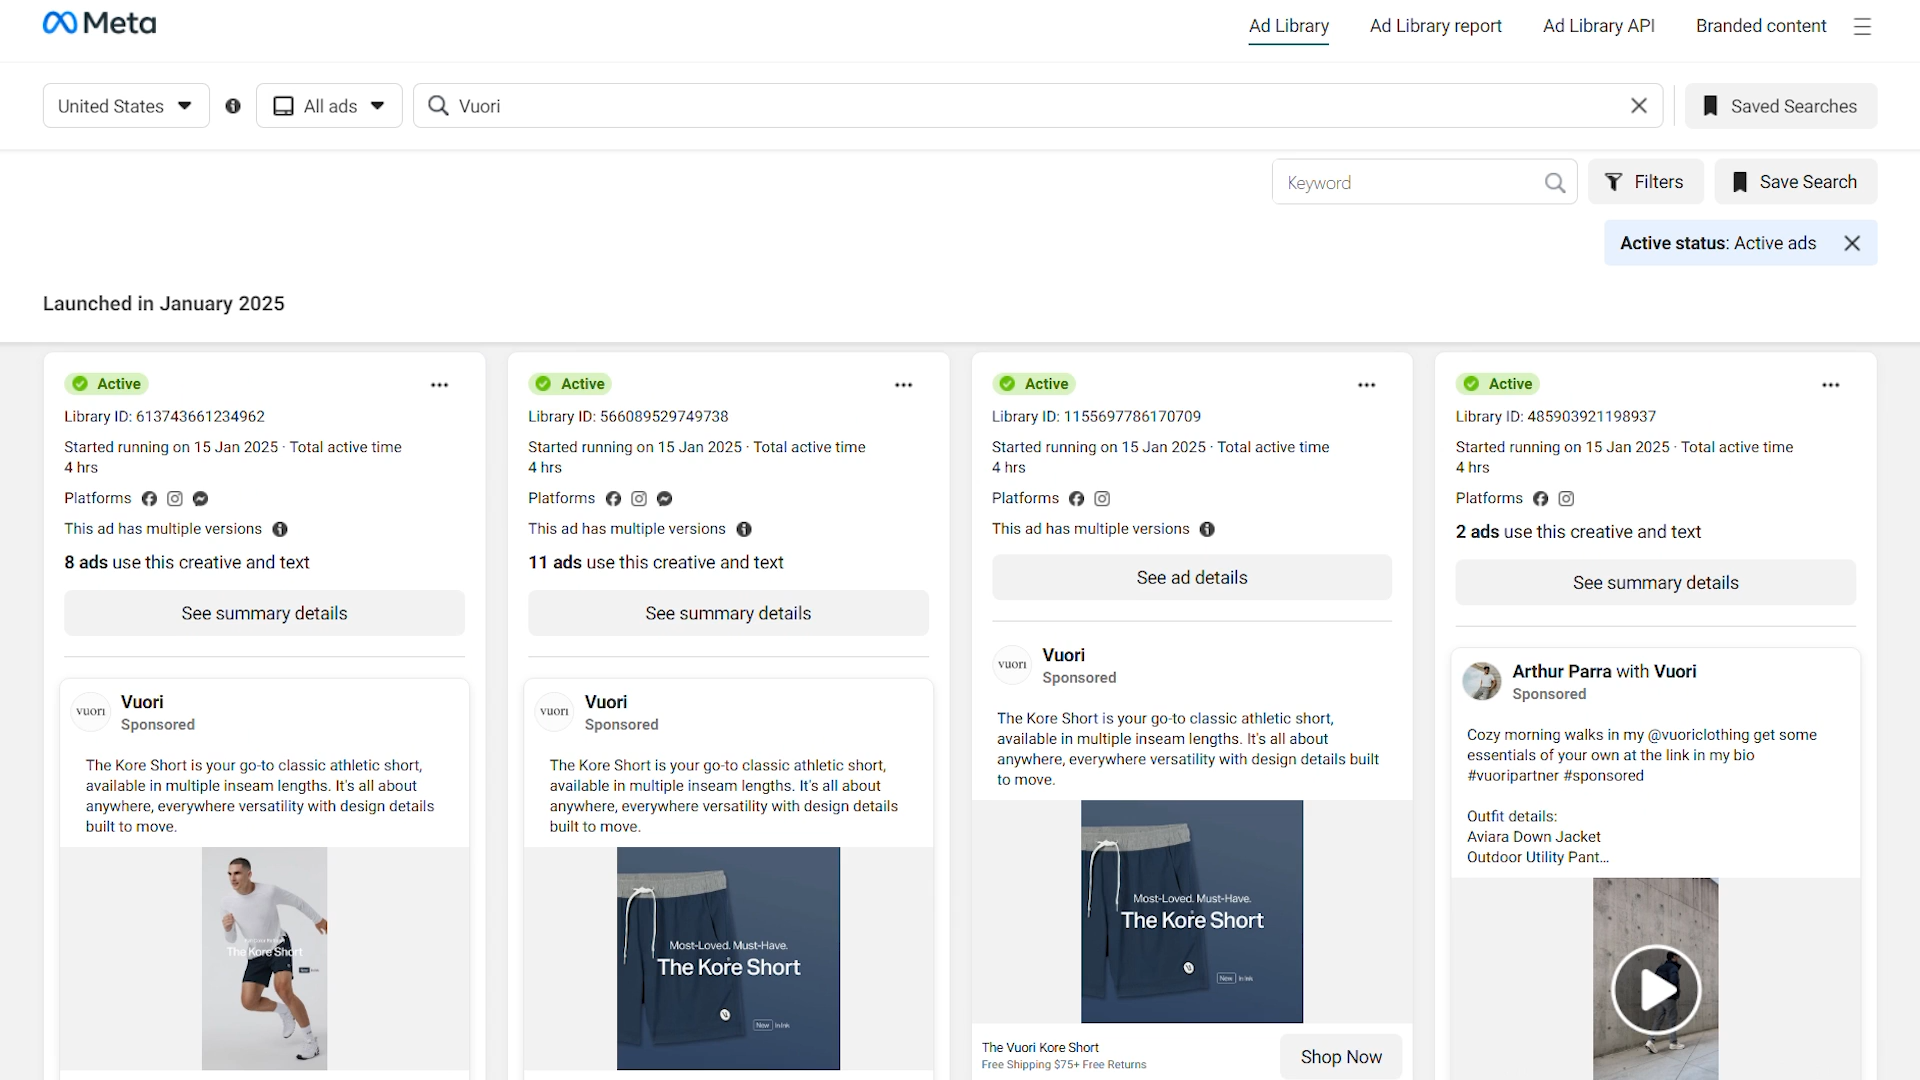 Meta
Ad Library
Ad Library report
Ad Library API
Branded content
United States
All ads
Vuori
Saved Searches
Keyword
Filters
Save Search
Active status: Active ads
Launched in January 2025
Active
Library ID: 613743661234962
Started running on 15 Jan 2025 · Total active time
4 hrs
Platforms
This ad has multiple versions
8 ads use this creative and text
See summary details
vuori
Vuori
Sponsored
The Kore Short is your go-to classic athletic short,
available in multiple inseam lengths. It's all about
anywhere, everywhere versatility with design details
built to move.
The Kore Short
Active
Library ID: 566089529749738
Started running on 15 Jan 2025 · Total active time
4 hrs
Platforms
This ad has multiple versions
11 ads use this creative and text
See summary details
vuori
Vuori
Sponsored
The Kore Short is your go-to classic athletic short,
available in multiple inseam lengths. It's all about
anywhere, everywhere versatility with design details
built to move.
Most-Loved. Must-Have.
The Kore Short
New In Ink
Active
Library ID: 1155697786170709
Started running on 15 Jan 2025 · Total active time
4 hrs
Platforms
This ad has multiple versions
See ad details
vuori
Vuori
Sponsored
The Kore Short is your go-to classic athletic short,
available in multiple inseam lengths. It's all about
anywhere, everywhere versatility with design details built
to move.
Most-Loved. Must-Have.
The Kore Short
New In Ink
The Vuori Kore Short
Free Shipping $75+ Free Returns
Shop Now
Active
Library ID: 485903921198937
Started running on 15 Jan 2025 · Total active time
4 hrs
Platforms
2 ads use this creative and text
See summary details
Arthur Parra with Vuori
Sponsored
Cozy morning walks in my @vuoriclothing get some
essentials of your own at the link in my bio
#vuoripartner #sponsored
Outfit details:
Aviara Down Jacket
Outdoor Utility Pant...